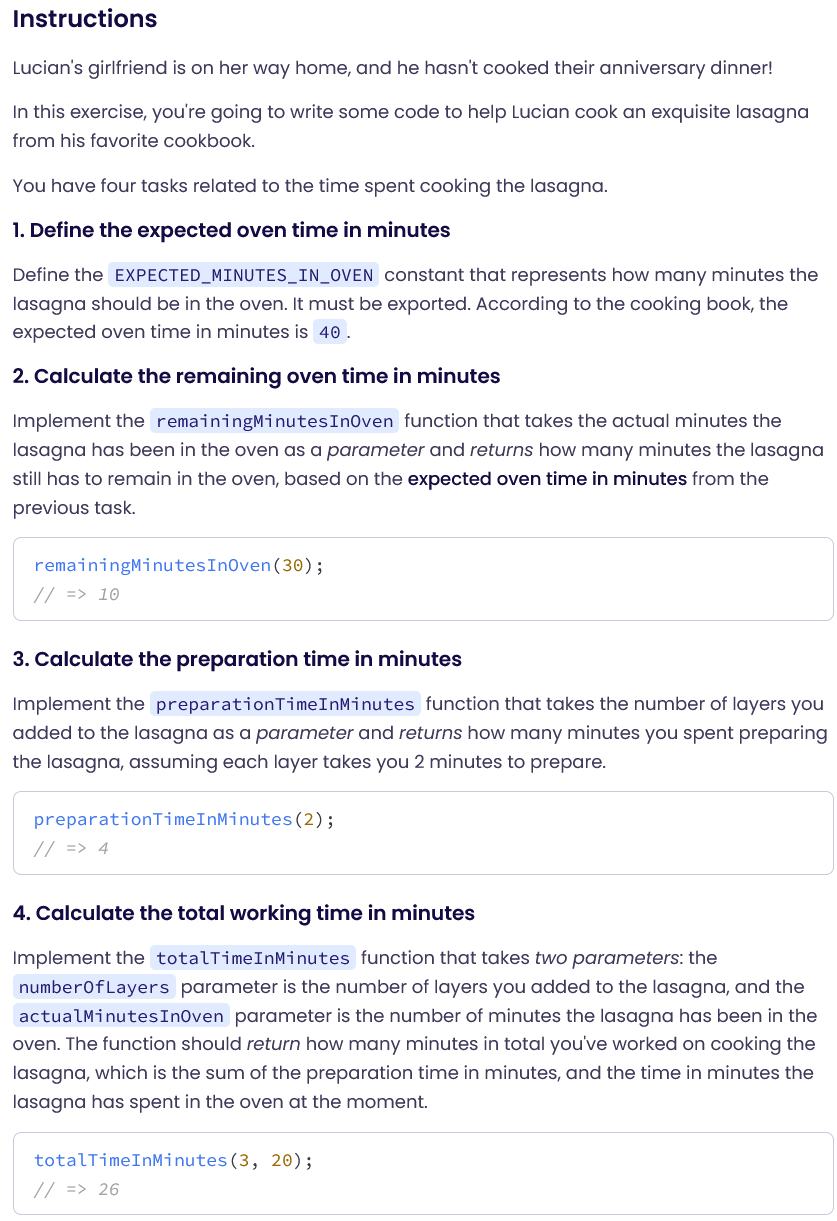 Instructions
Lucian's girlfriend is on her way home, and he hasn't cooked their anniversary dinner!
In this exercise, you're going to write some code to help Lucian cook an exquisite lasagna
from his favorite cookbook.
You have four tasks related to the time spent cooking the lasagna.
1. Define the expected oven time in minutes
Define the EXPECTED_MINUTES_IN_OVEN constant that represents how many minutes the
lasagna should be in the oven. It must be exported. According to the cooking book, the
expected oven time in minutes is 40.
2. Calculate the remaining oven time in minutes
Implement the remainingMinutesInOven function that takes the actual minutes the
lasagna has been in the oven as a parameter and returns how many minutes the lasagna
still has to remain in the oven, based on the expected oven time in minutes from the
previous task.
remainingMinutesInOven(30);
// => 10
3. Calculate the preparation time in minutes
Implement the preparationTimeInMinutes function that takes the number of layers you
added to the lasagna as a parameter and returns how many minutes you spent preparing
the lasagna, assuming each layer takes you 2 minutes to prepare.
preparationTimeInMinutes(2);
// => 4
4. Calculate the total working time in minutes
Implement the totalTimeInMinutes function that takes two parameters: the
numberOfLayers parameter is the number of layers you added to the lasagna, and the
actualMinutesInOven parameter is the number of minutes the lasagna has been in the
oven. The function should return how many minutes in total you've worked on cooking the
lasagna, which is the sum of the preparation time in minutes, and the time in minutes the
lasagna has spent in the oven at the moment.
totalTimeInMinutes(3, 20);
// => 26